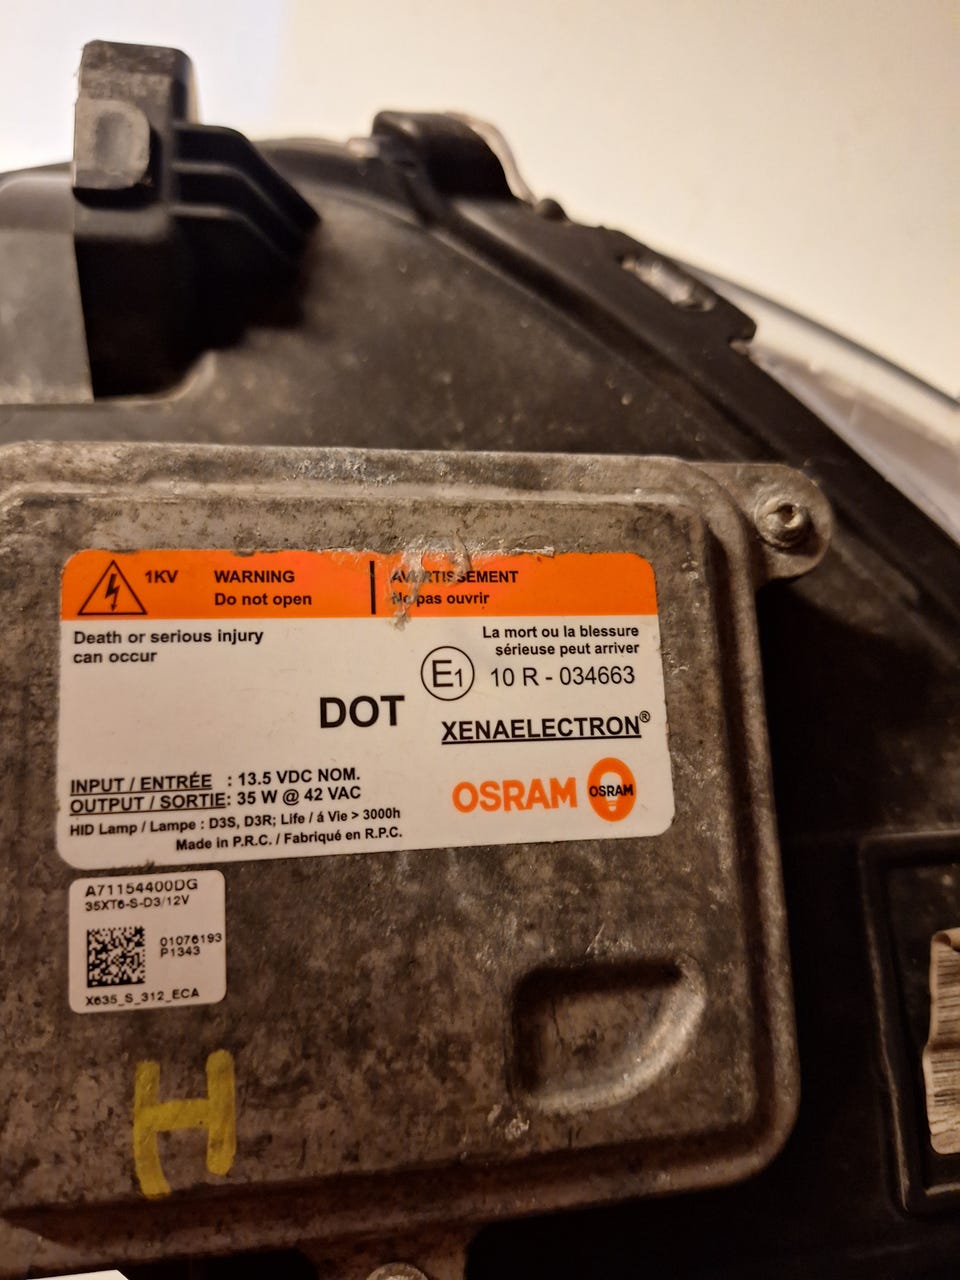 1KV
WARNING
Do not open
AVERTISSEMENT
Ne pas ouvrir
Death or serious injury
can occur
La mort ou la blessure
sérieuse peut arriver
E1 10 R - 034663
DOT
XENAELECTRON®
INPUT / ENTRÉE : 13.5 VDC NOM.
OUTPUT / SORTIE: 35 W @ 42 VAC
HID Lamp / Lampe : D3S, D3R; Life / á Vie > 3000h
Made in P.R.C. / Fabriqué en R.P.C.
OSRAM OSRAM
A71154400DG
35XT6-S-D3/12V
01076193
P1343
X635_S_312_ECA
H